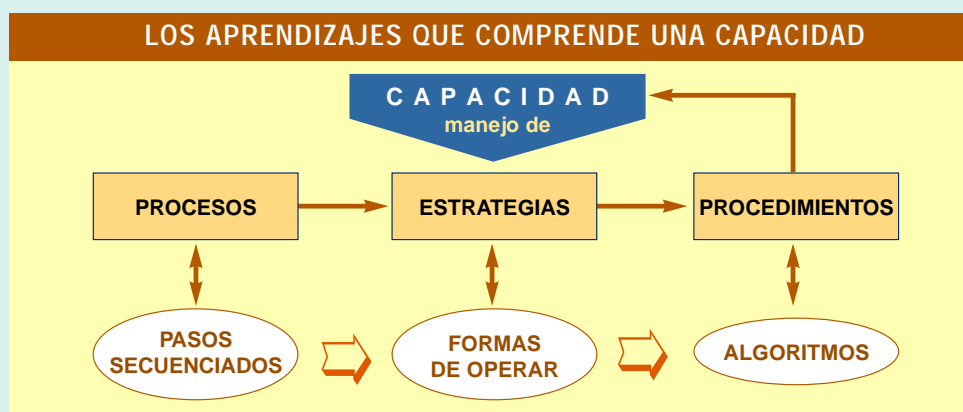 LOS APRENDIZAJES QUE COMPRENDE UNA CAPACIDAD
CAPACIDAD
manejo de
PROCESOS
ESTRATEGIAS
PROCEDIMIENTOS
PASOS
SECUENCIADOS
FORMAS
DE OPERAR
ALGORITMOS